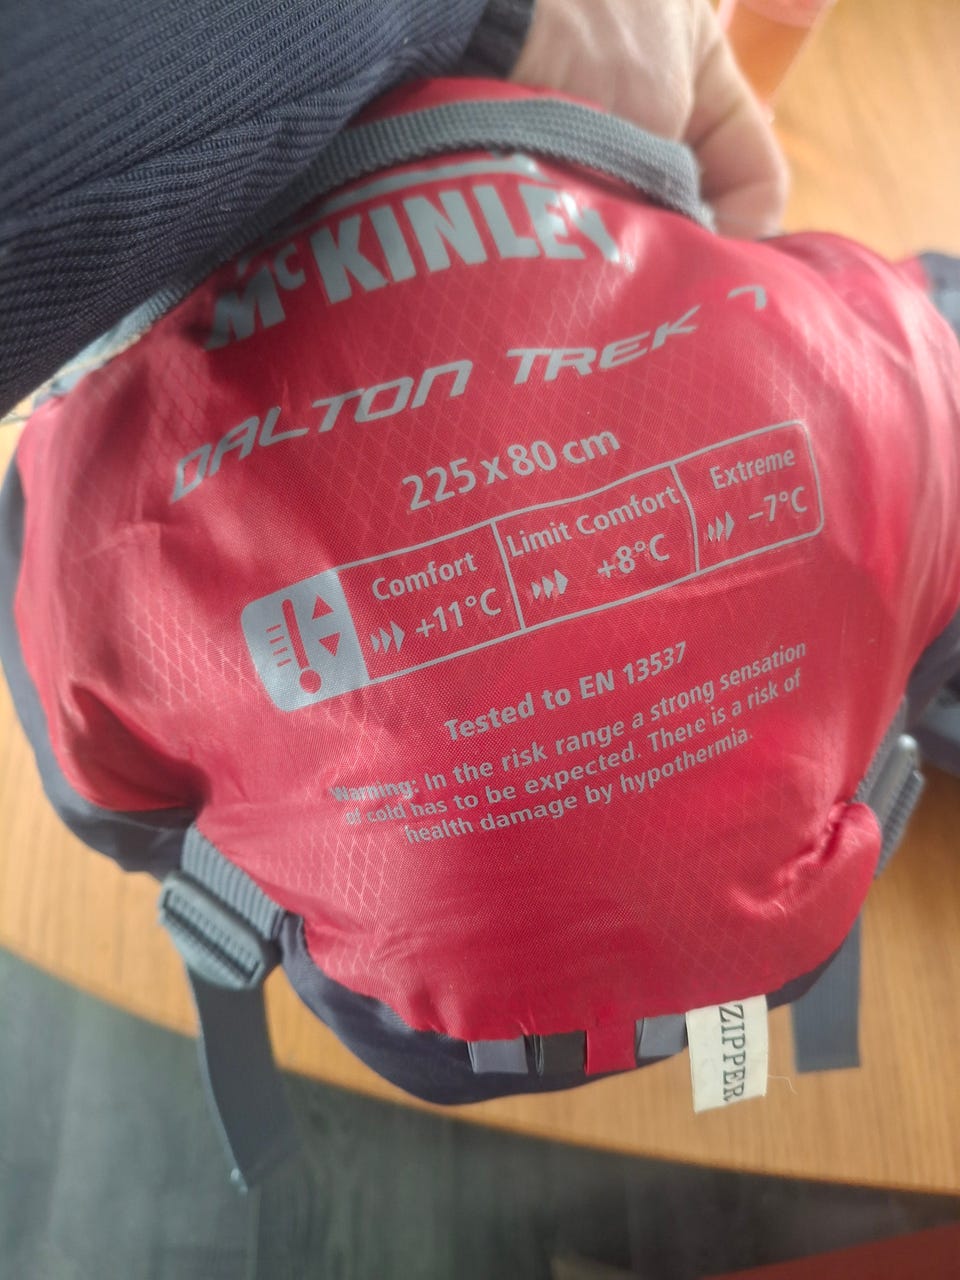 McKINLEY
DALTON TREK 7
225 x 80 cm
Comfort
+11°C
Limit Comfort
+8°C
Extreme
–7°C
Tested to EN 13537
Warning: In the risk range a strong sensation
of cold has to be expected. There is a risk of
health damage by hypothermia.
ZIPPER